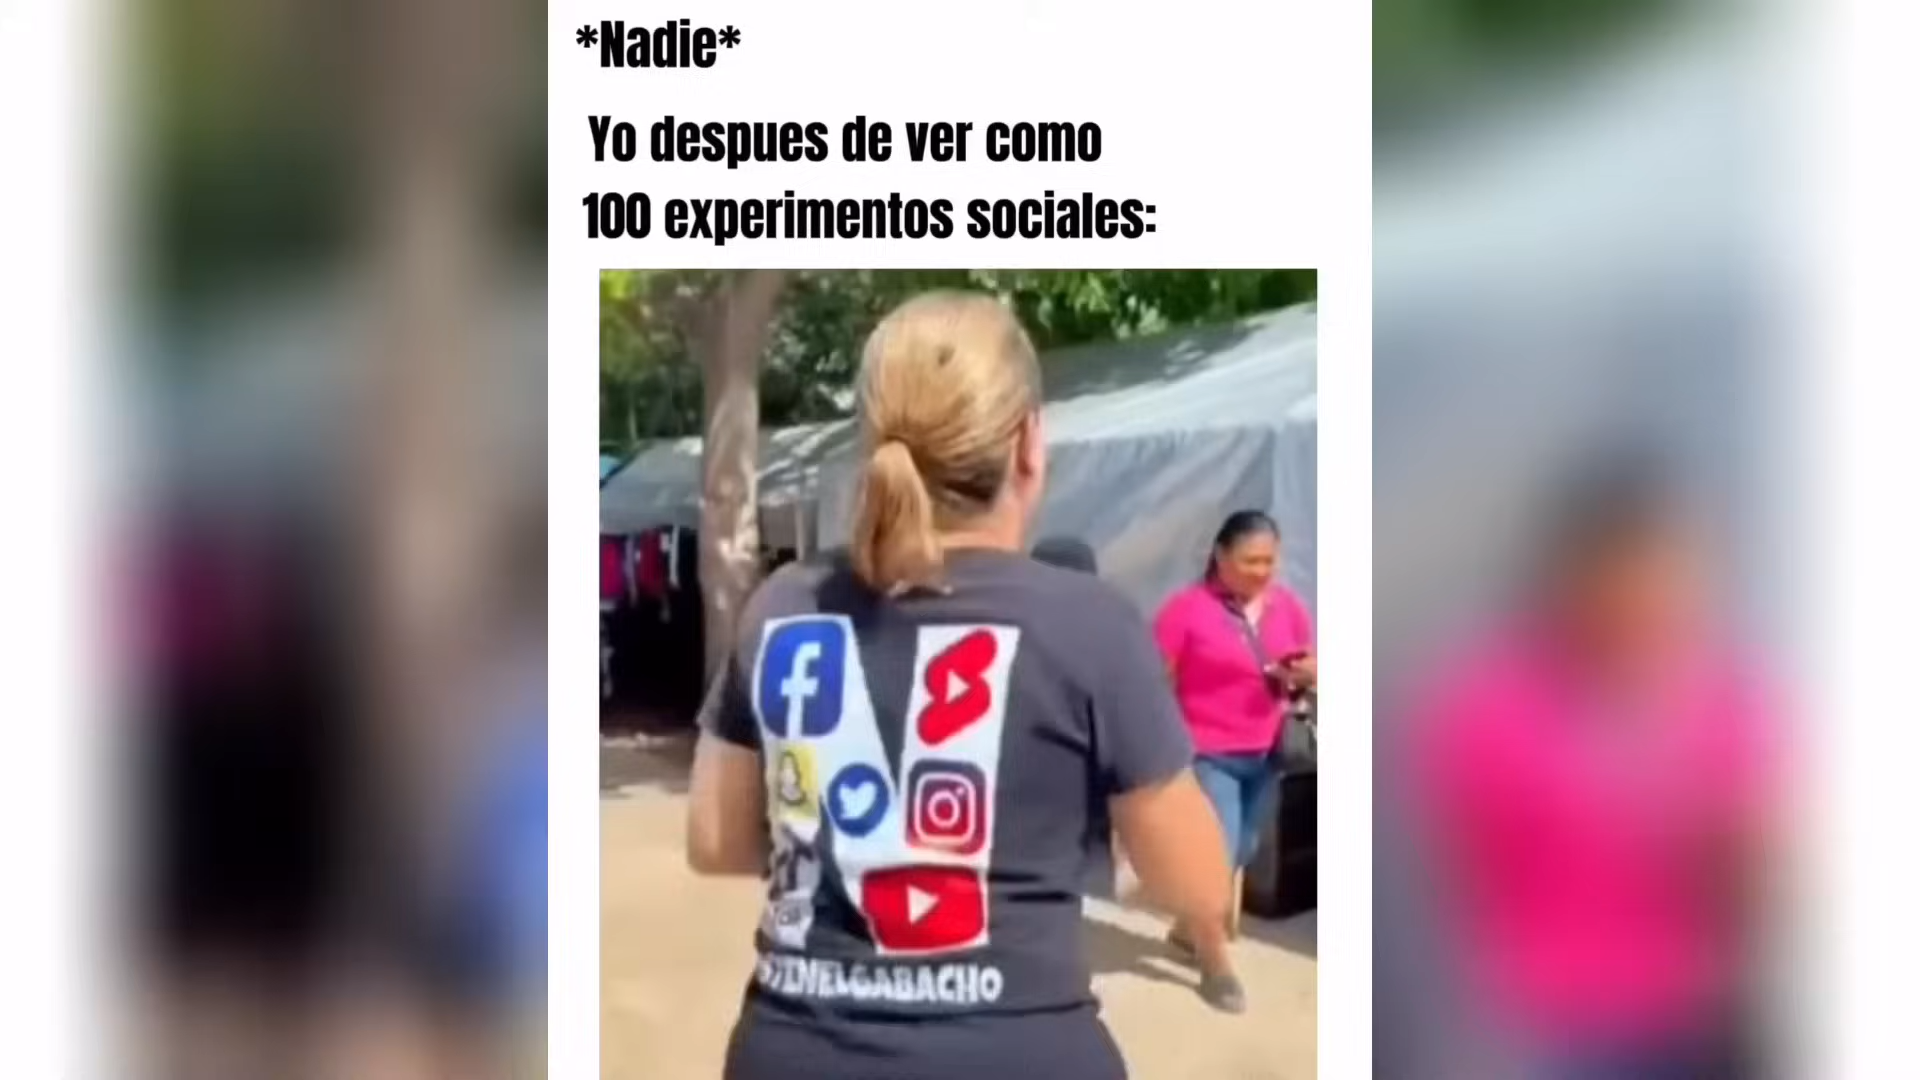 *Nadie*
Yo despues de ver como
100 experimentos sociales: